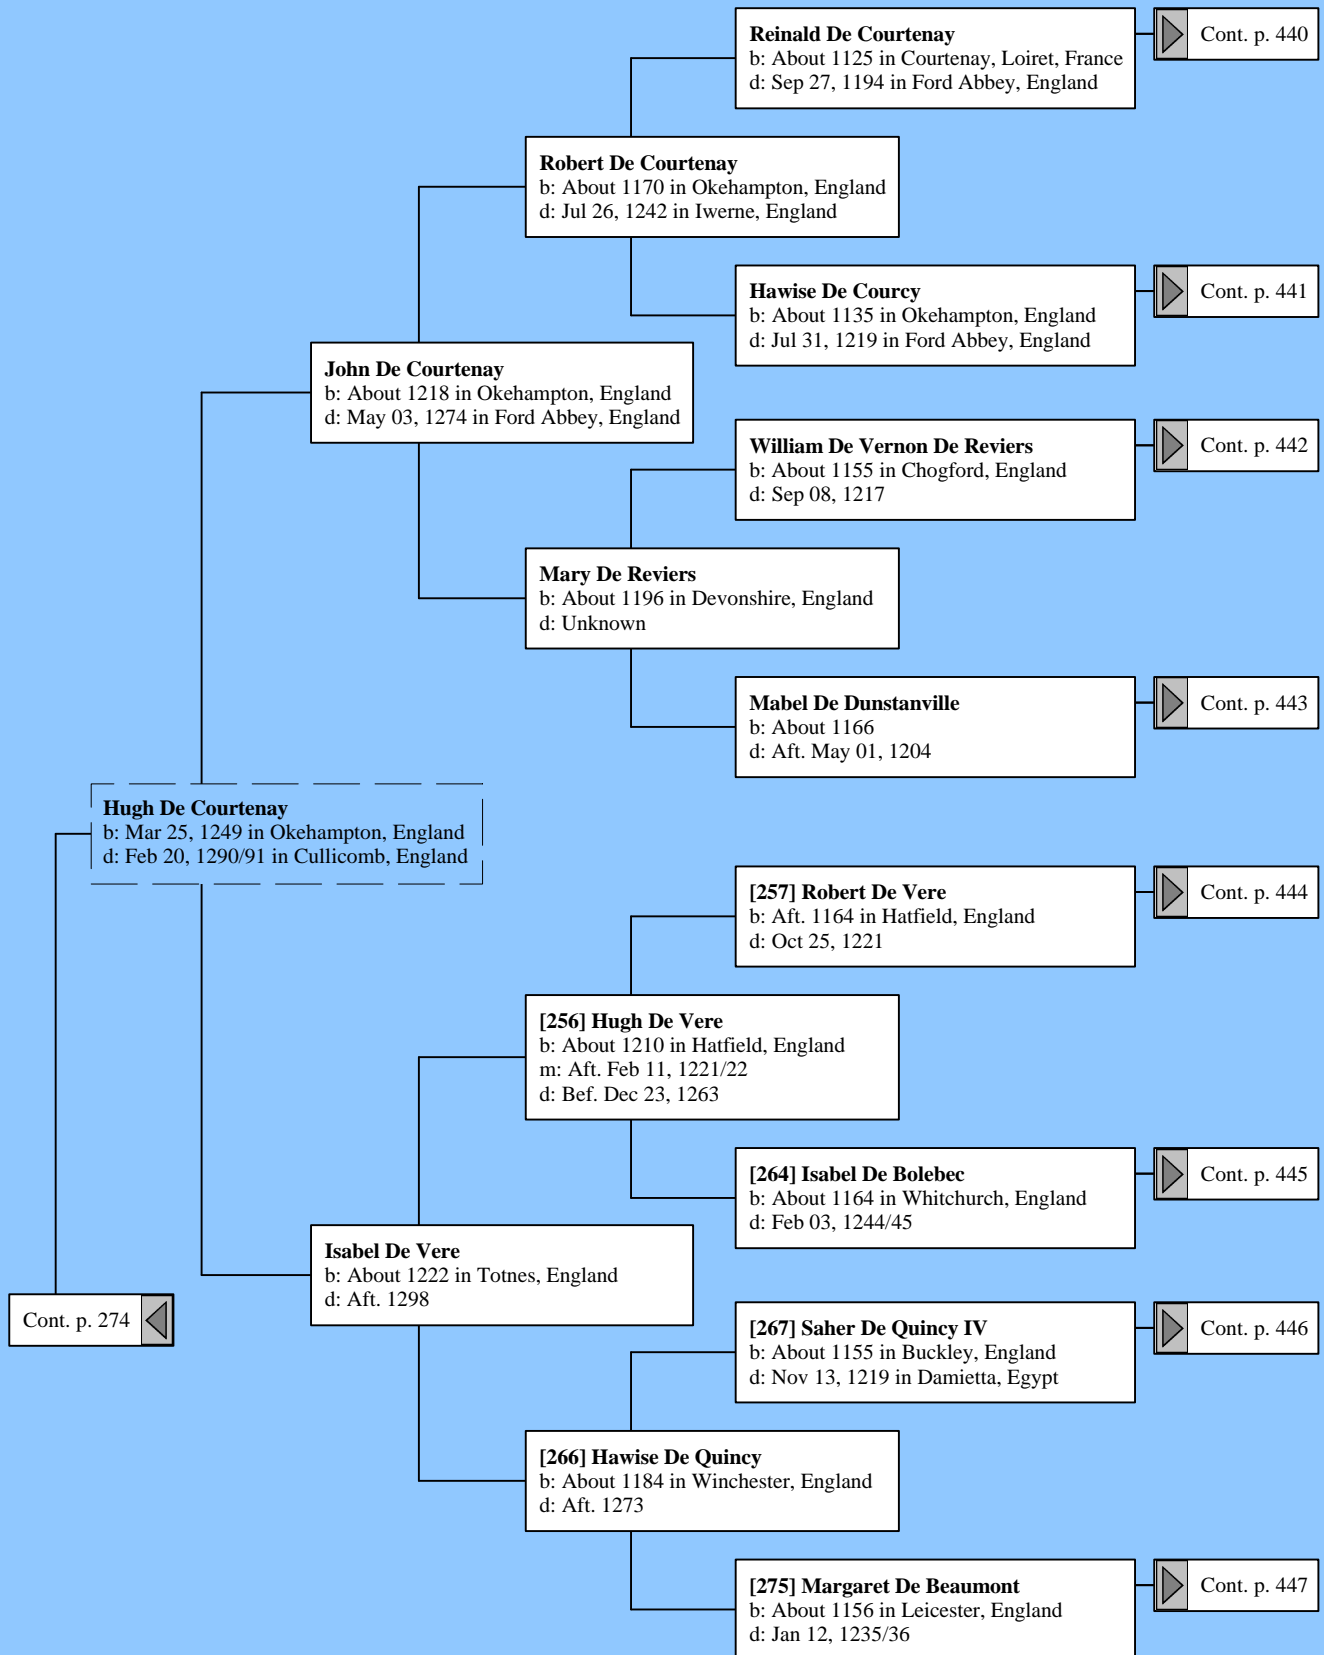 Reinald De Courtenay
b: About 1125 in Courtenay, Loiret, France
d: Sep 27, 1194 in Ford Abbey, England
Cont. p. 440
Robert De Courtenay
b: About 1170 in Okehampton, England
d: Jul 26, 1242 in Iwerne, England
Hawise De Courcy
b: About 1135 in Okehampton, England
d: Jul 31, 1219 in Ford Abbey, England
Cont. p. 441
John De Courtenay
b: About 1218 in Okehampton, England
d: May 03, 1274 in Ford Abbey, England
William De Vernon De Reviers
b: About 1155 in Chogford, England
d: Sep 08, 1217
Cont. p. 442
Mary De Reviers
b: About 1196 in Devonshire, England
d: Unknown
Mabel De Dunstanville
b: About 1166
d: Aft. May 01, 1204
Cont. p. 443
Hugh De Courtenay
b: Mar 25, 1249 in Okehampton, England
d: Feb 20, 1290/91 in Cullicomb, England
[257] Robert De Vere
b: Aft. 1164 in Hatfield, England
d: Oct 25, 1221
Cont. p. 444
[256] Hugh De Vere
b: About 1210 in Hatfield, England
m: Aft. Feb 11, 1221/22
d: Bef. Dec 23, 1263
[264] Isabel De Bolebec
b: About 1164 in Whitchurch, England
d: Feb 03, 1244/45
Cont. p. 445
Isabel De Vere
b: About 1222 in Totnes, England
d: Aft. 1298
Cont. p. 274
[267] Saher De Quincy IV
b: About 1155 in Buckley, England
d: Nov 13, 1219 in Damietta, Egypt
Cont. p. 446
[266] Hawise De Quincy
b: About 1184 in Winchester, England
d: Aft. 1273
[275] Margaret De Beaumont
b: About 1156 in Leicester, England
d: Jan 12, 1235/36
Cont. p. 447